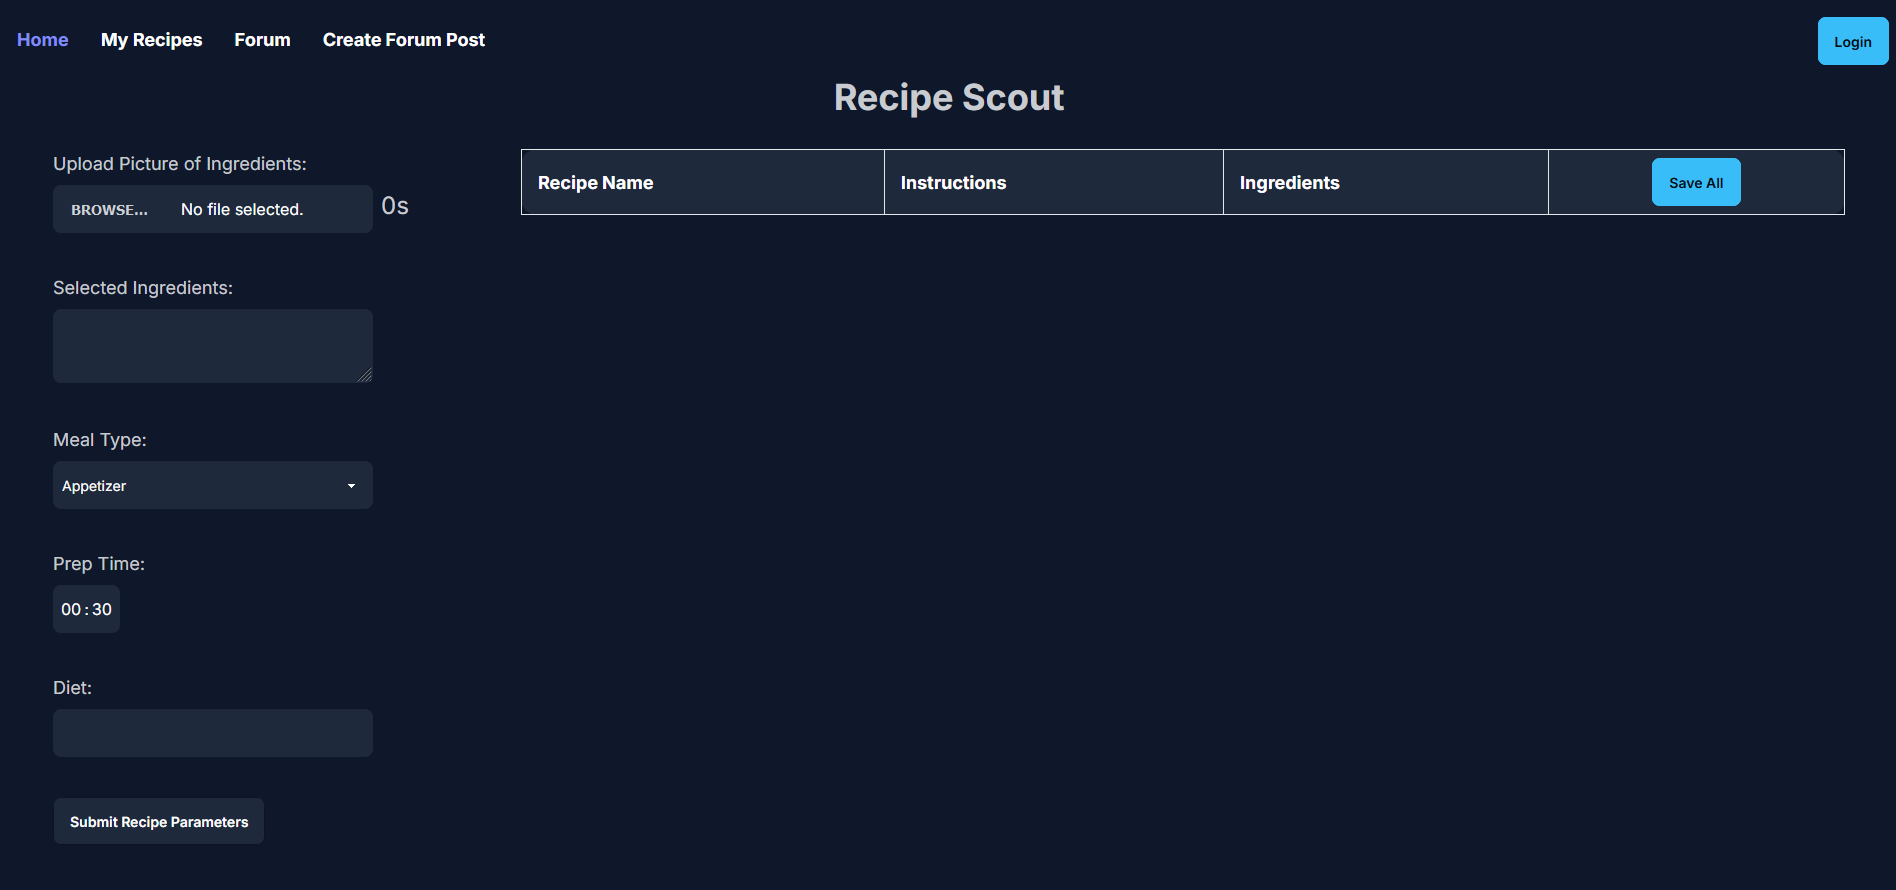 Home My Recipes Forum Create Forum Post Login
Recipe Scout
Upload Picture of Ingredients:
BROWSE... No file selected. 0s
Selected Ingredients:
Meal Type:
Appetizer
Prep Time:
00:30
Diet:
Submit Recipe Parameters
Recipe Name Instructions Ingredients Save All